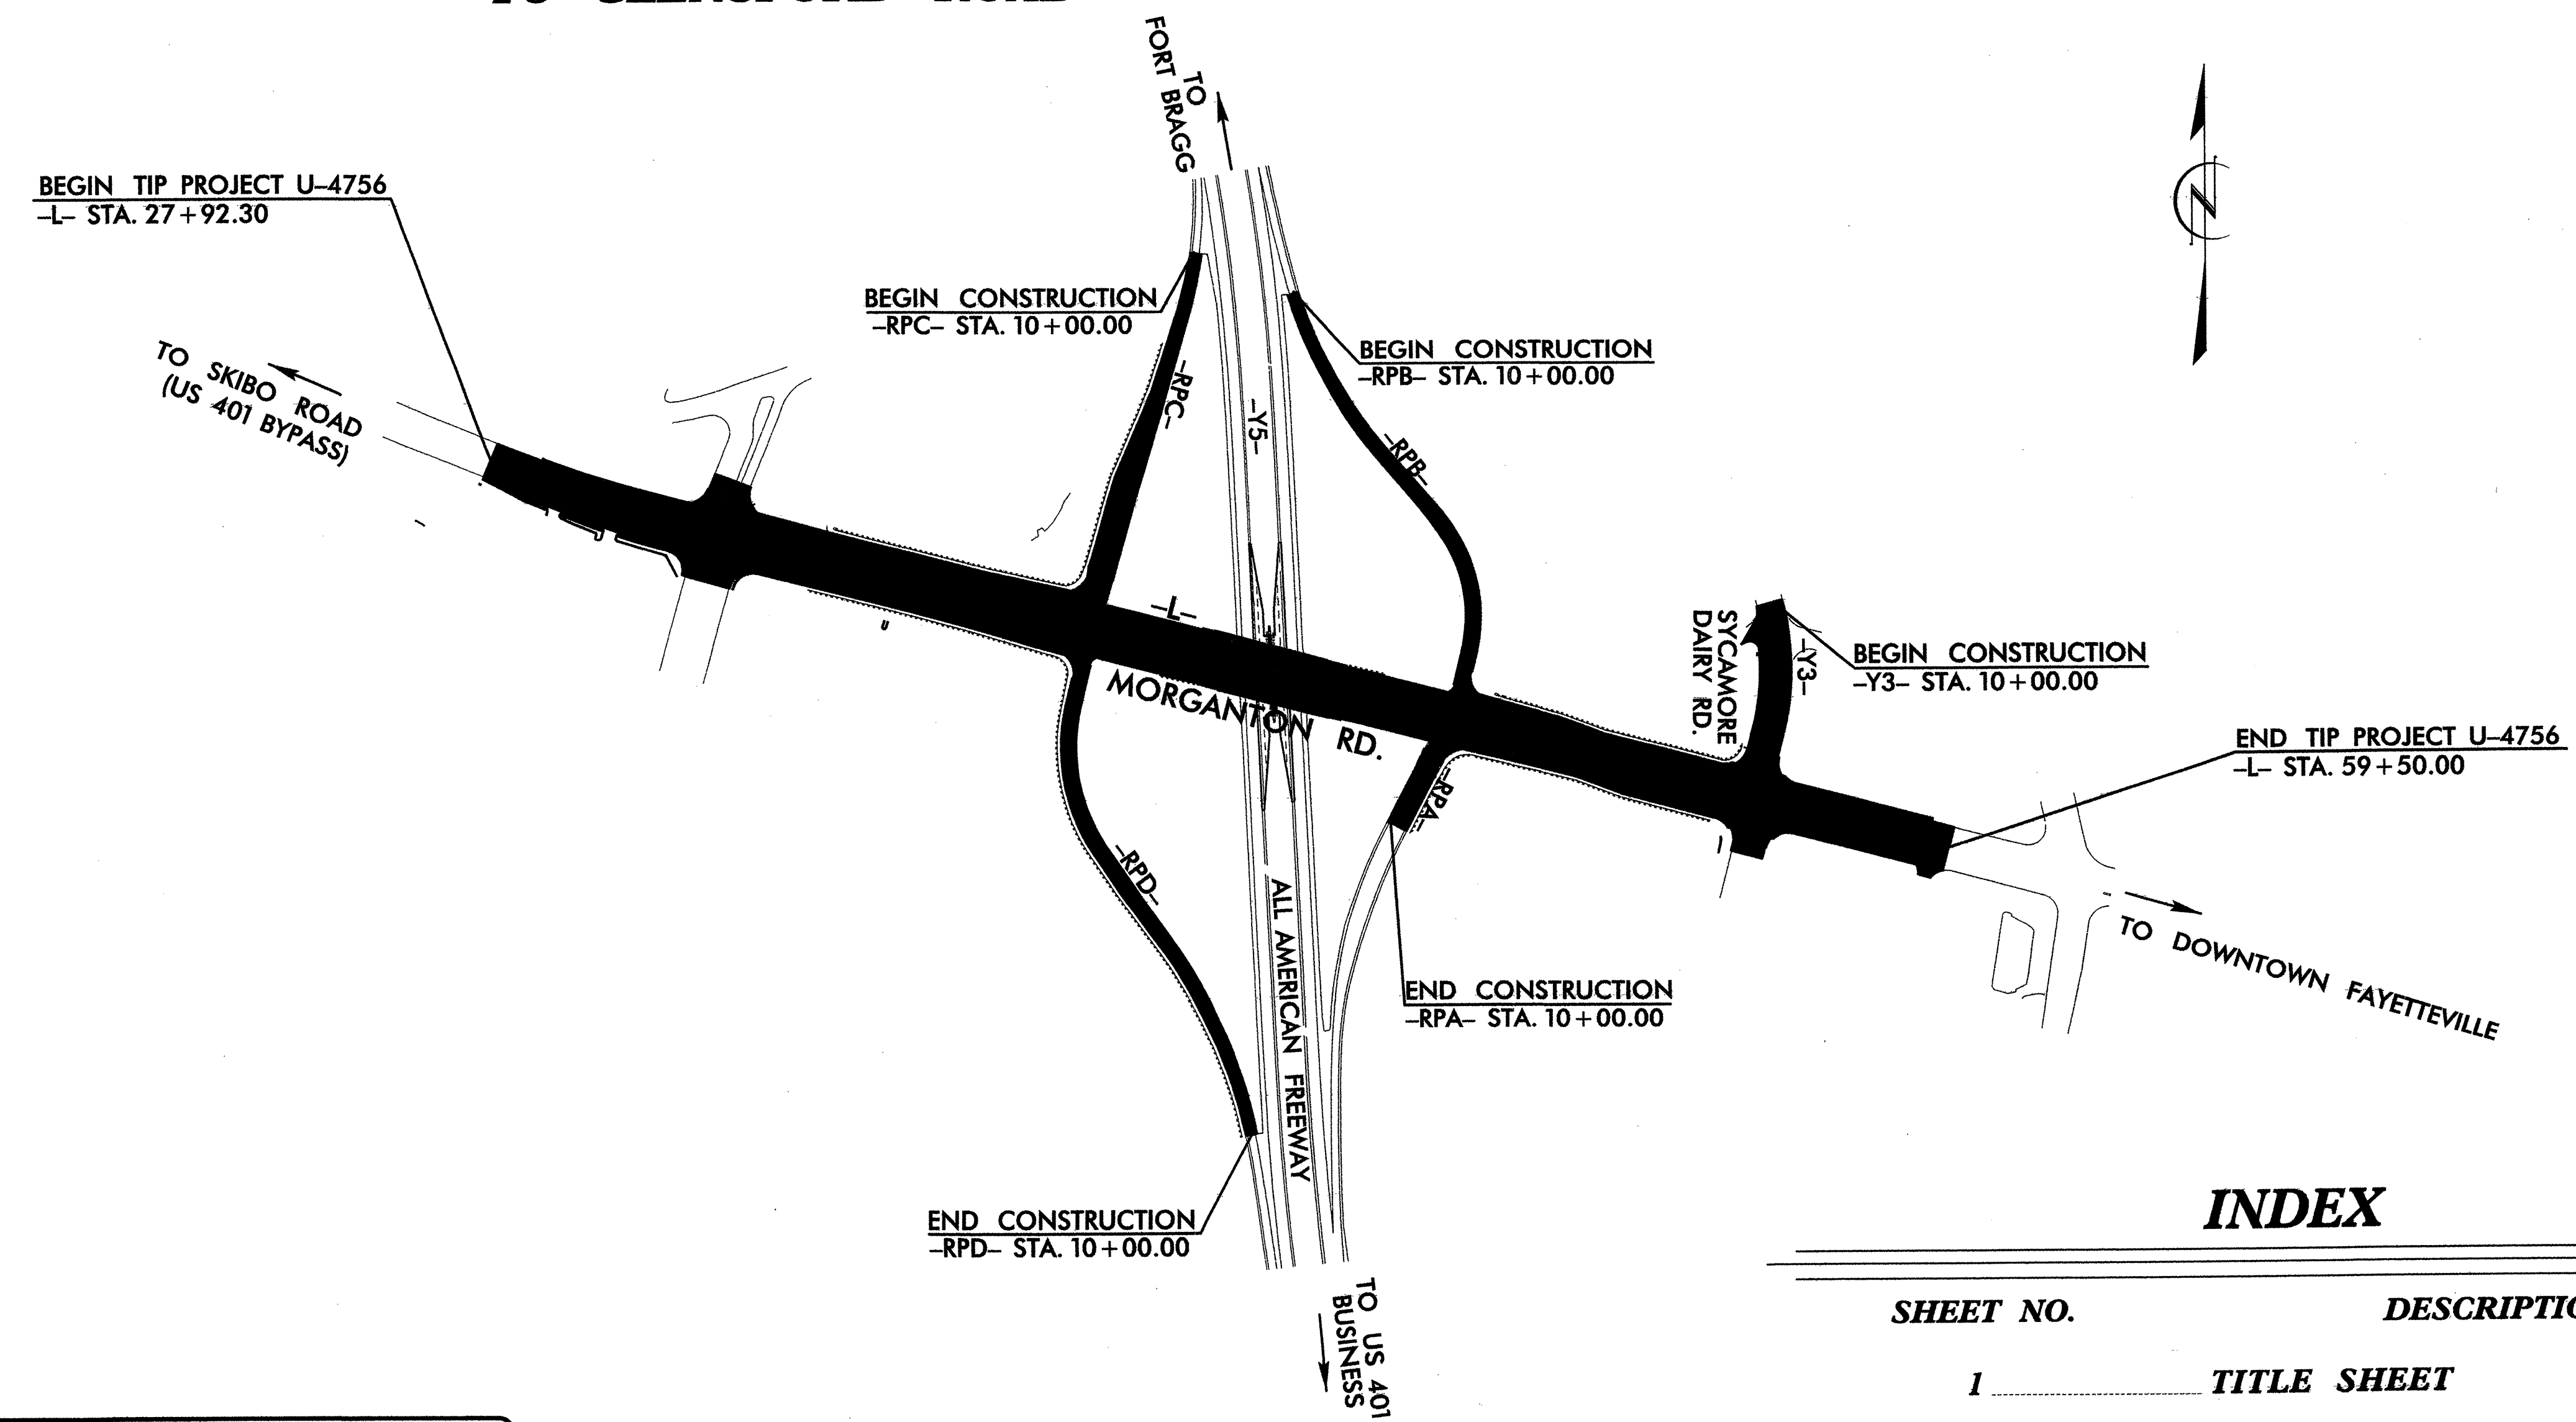 TO
FORT BRAGG
BEGIN TIP PROJECT U–4756
–L– STA. 27+92.30
BEGIN CONSTRUCTION
–RPC– STA. 10+00.00
BEGIN CONSTRUCTION
–RPB– STA. 10+00.00
TO SKIBO ROAD
(US 401 BYPASS)
–RPC–
–Y5–
–RPB–
N
–L–
MORGANTON RD.
SYCAMORE
DAIRY RD.
–Y3–
BEGIN CONSTRUCTION
–Y3– STA. 10+00.00
END TIP PROJECT U–4756
–L– STA. 59+50.00
–RPA–
–RPD–
ALL AMERICAN FREEWAY
TO DOWNTOWN FAYETTEVILLE
END CONSTRUCTION
–RPA– STA. 10+00.00
END CONSTRUCTION
–RPD– STA. 10+00.00
TO US 401
BUSINESS
INDEX
SHEET NO. DESCRIPTIO
1 TITLE SHEET